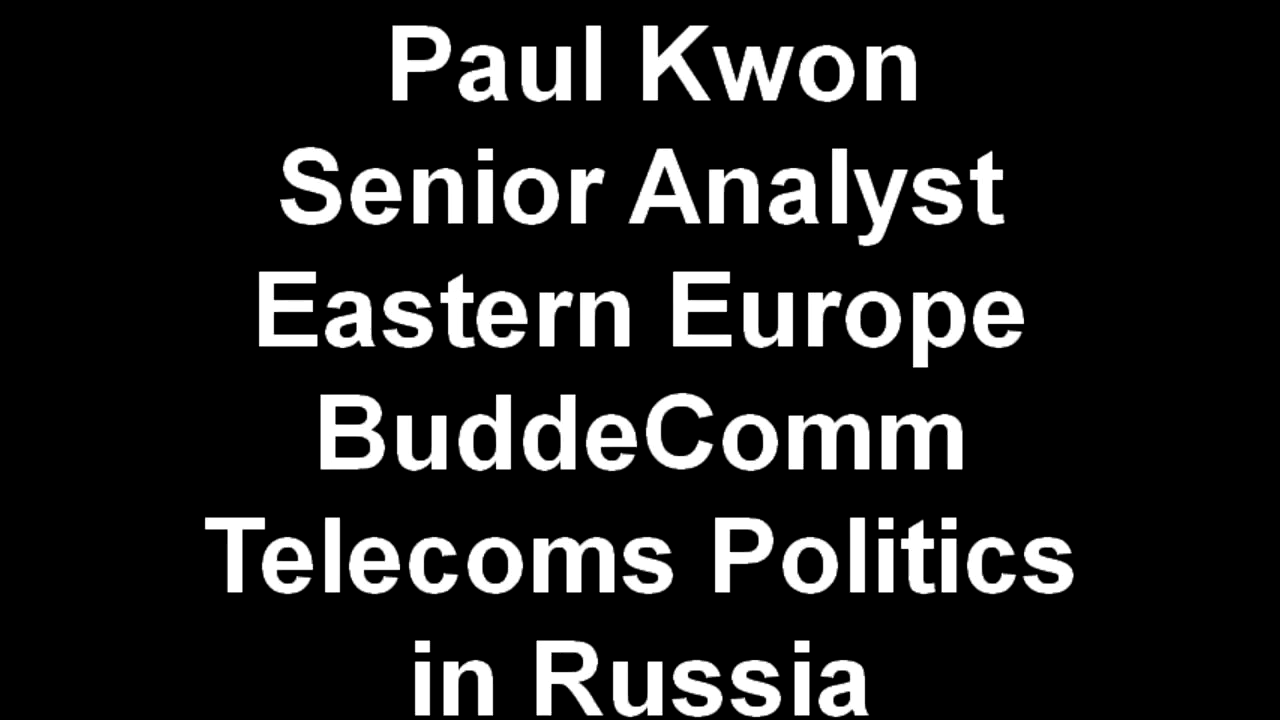 Paul Kwon
Senior Analyst
Eastern Europe
BuddeComm
Telecoms Politics
in Russia